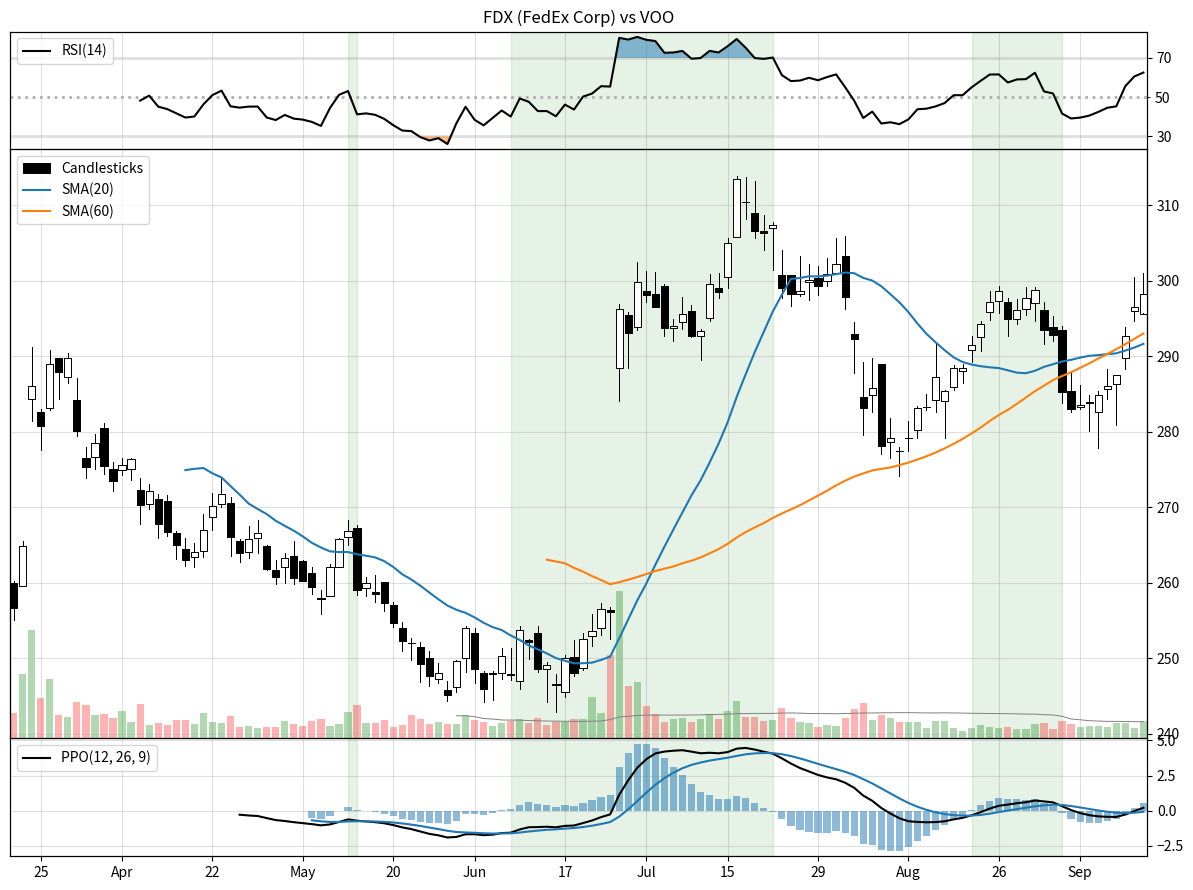 FDX (FedEx Corp) vs VOO
RSI(14)
70
50
30
Candlesticks
SMA(20)
SMA(60)
310
300
290
280
270
260
250
240
PPO(12, 26, 9)
5.0
2.5
0.0
−2.5
25 Apr 22 May 20 Jun 17 Jul 15 29 Aug 26 Sep